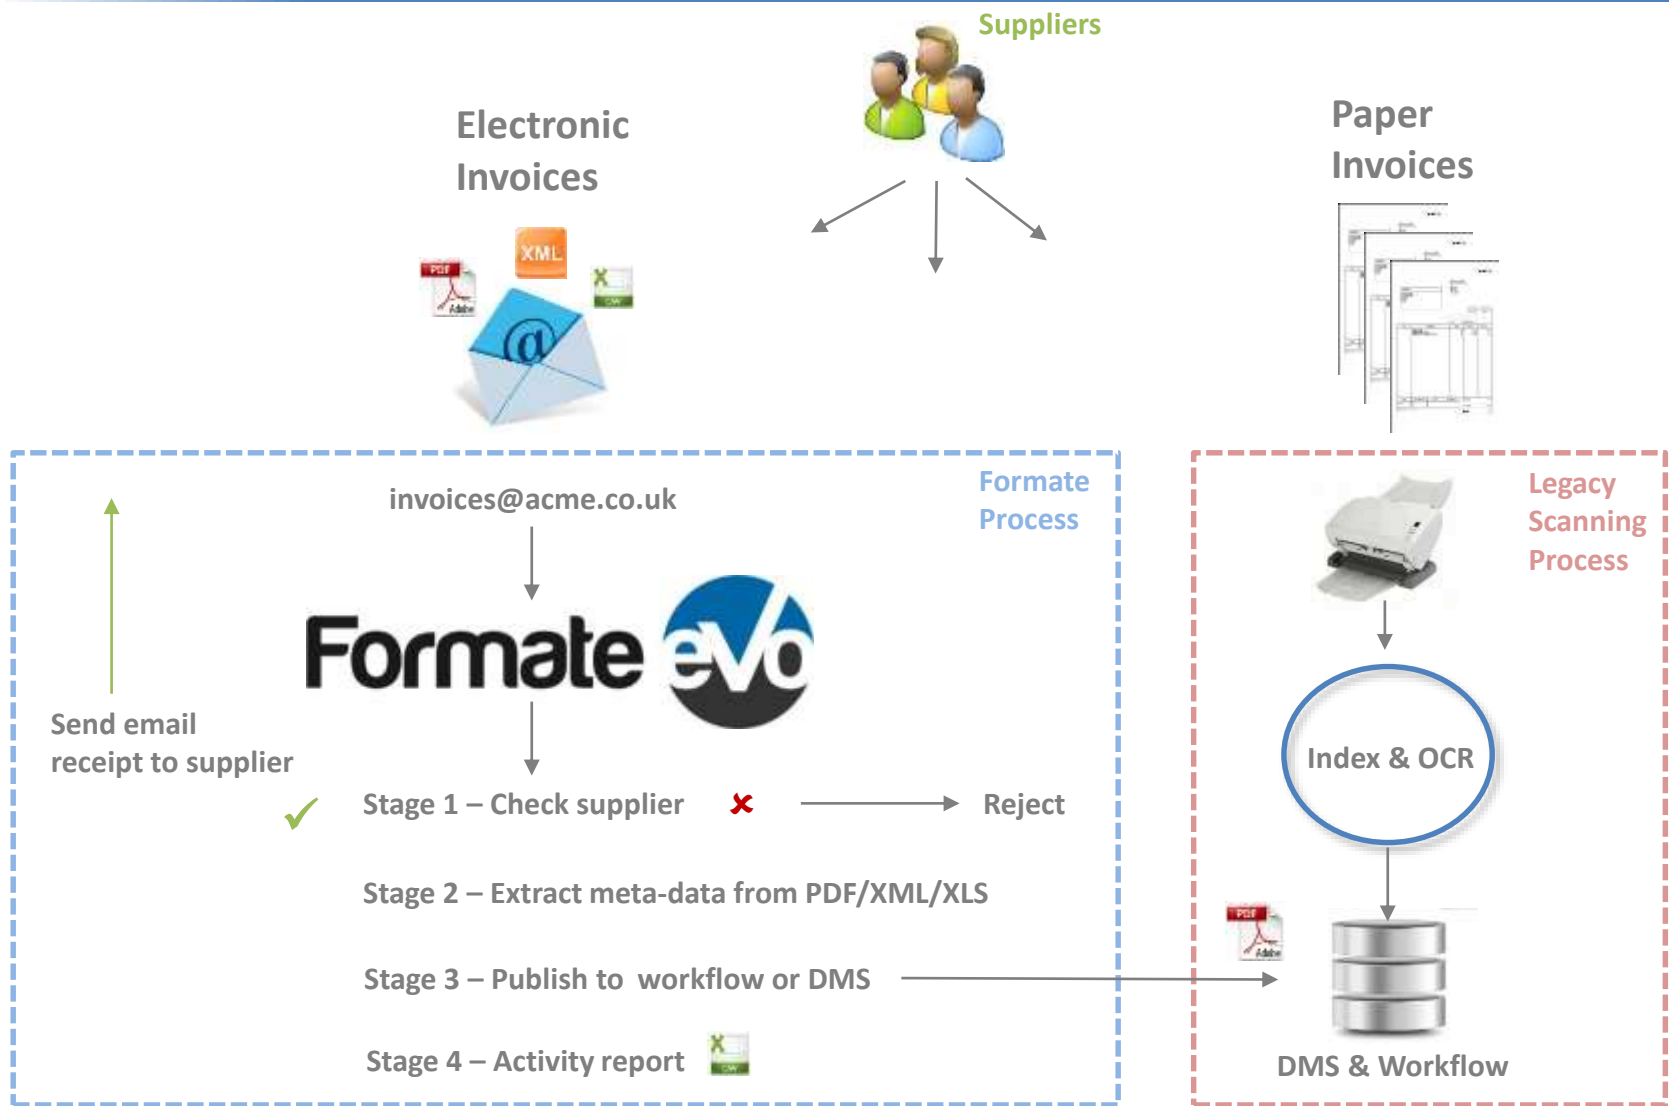 Suppliers
Electronic
Invoices
Paper
Invoices
XML
PDF
Adobe
@
invoices@acme.co.uk
Formate
Process
Legacy
Scanning
Process
Formate evo
Send email
receipt to supplier
Index & OCR
Stage 1 – Check supplier
Reject
Stage 2 – Extract meta-data from PDF/XML/XLS
PDF
Adobe
Stage 3 – Publish to workflow or DMS
Stage 4 – Activity report
DMS & Workflow